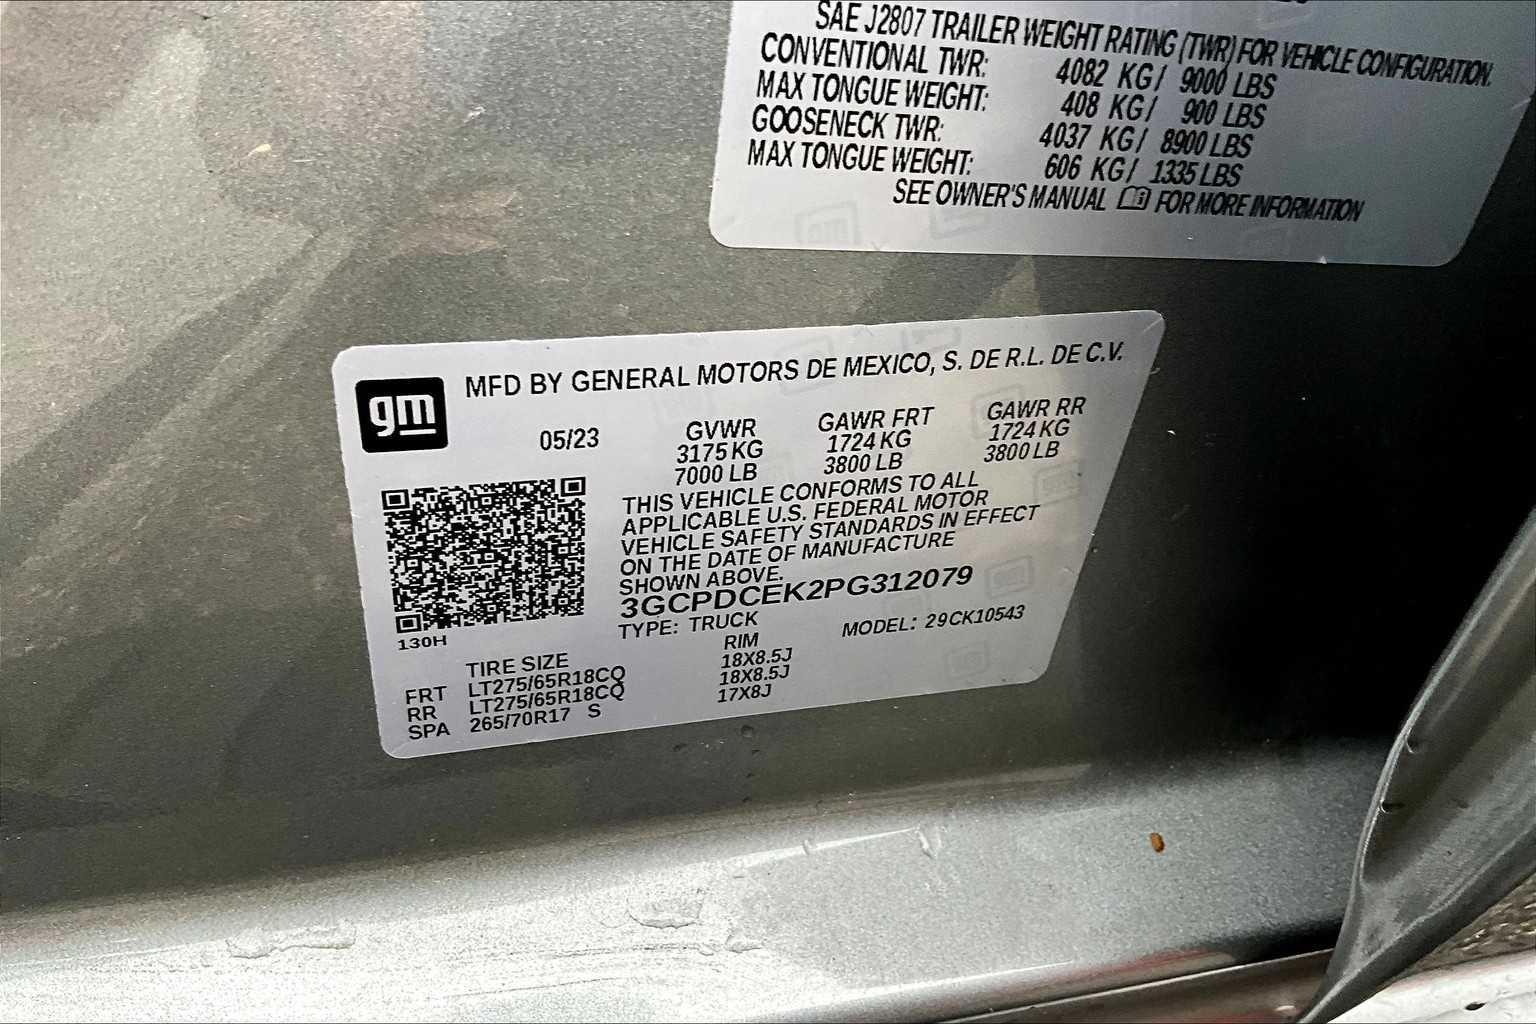 SAE J2807 TRAILER WEIGHT RATING (TWR) FOR VEHICLE CONFIGURATION.
CONVENTIONAL TWR: 4082 KG/ 9000 LBS
MAX TONGUE WEIGHT: 408 KG/ 900 LBS
GOOSENECK TWR: 4037 KG/ 8900 LBS
MAX TONGUE WEIGHT: 606 KG/ 1335 LBS
SEE OWNER'S MANUAL FOR MORE INFORMATION
gm
MFD BY GENERAL MOTORS DE MEXICO, S. DE R.L. DE C.V.
05/23 GVWR GAWR FRT GAWR RR
3175 KG 1724 KG 1724 KG
7000 LB 3800 LB 3800 LB
THIS VEHICLE CONFORMS TO ALL
APPLICABLE U.S. FEDERAL MOTOR
VEHICLE SAFETY STANDARDS IN EFFECT
ON THE DATE OF MANUFACTURE
SHOWN ABOVE.
3GCPDCEK2PG312079
TYPE: TRUCK MODEL: 29CK10543
130H
TIRE SIZE RIM
FRT LT275/65R18CQ 18X8.5J
RR LT275/65R18CQ 18X8.5J
SPA 265/70R17 S 17X8J